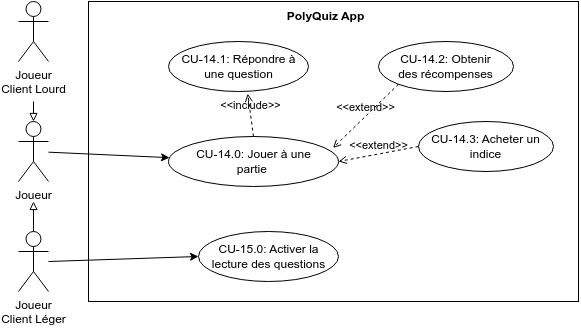 PolyQuiz App
Joueur
Client Lourd
CU-14.1: Répondre à
une question
CU-14.2: Obtenir
des récompenses
<<include>>
<<extend>>
CU-14.0: Jouer à une
partie
<<extend>>
CU-14.3: Acheter un
indice
Joueur
CU-15.0: Activer la
lecture des questions
Joueur
Client Léger